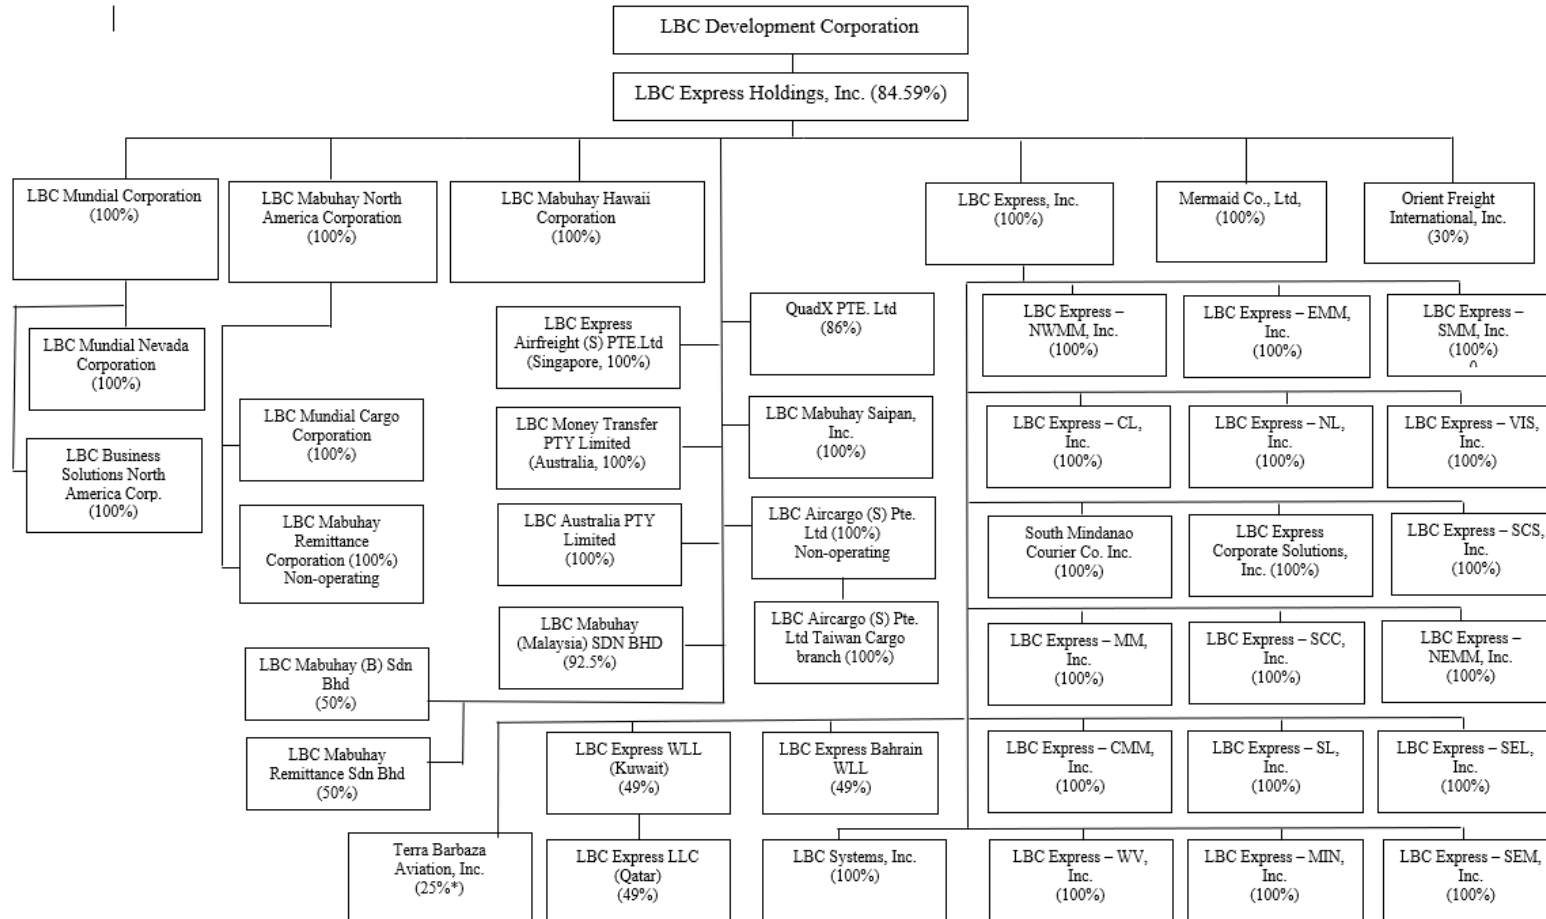 LBC Development Corporation
LBC Express Holdings, Inc. (84.59%)
LBC Mundial Corporation
(100%)
LBC Mabuhay North
America Corporation
(100%)
LBC Mabuhay Hawaii
Corporation
(100%)
LBC Express, Inc.
(100%)
Mermaid Co., Ltd,
(100%)
Orient Freight
International, Inc.
(30%)
LBC Mundial Nevada
Corporation
(100%)
LBC Business
Solutions North
America Corp.
(100%)
LBC Mundial Cargo
Corporation
(100%)
LBC Mabuhay
Remittance
Corporation (100%)
Non-operating
LBC Express
Airfreight (S) PTE.Ltd
(Singapore, 100%)
LBC Money Transfer
PTY Limited
(Australia, 100%)
LBC Australia PTY
Limited
(100%)
LBC Mabuhay
(Malaysia) SDN BHD
(92.5%)
QuadX PTE. Ltd
(86%)
LBC Mabuhay Saipan,
Inc.
(100%)
LBC Aircargo (S) Pte.
Ltd (100%)
Non-operating
LBC Aircargo (S) Pte.
Ltd Taiwan Cargo
branch (100%)
LBC Mabuhay (B) Sdn
Bhd
(50%)
LBC Mabuhay
Remittance Sdn Bhd
(50%)
LBC Express –
NWMM, Inc.
(100%)
LBC Express – EMM,
Inc.
(100%)
LBC Express –
SMM, Inc.
(100%)
LBC Express – CL,
Inc.
(100%)
LBC Express – NL,
Inc.
(100%)
LBC Express – VIS,
Inc.
(100%)
South Mindanao
Courier Co. Inc.
(100%)
LBC Express
Corporate Solutions,
Inc. (100%)
LBC Express – SCS,
Inc.
(100%)
LBC Express – MM,
Inc.
(100%)
LBC Express – SCC,
Inc.
(100%)
LBC Express –
NEMM, Inc.
(100%)
LBC Express WLL
(Kuwait)
(49%)
LBC Express Bahrain
WLL
(49%)
LBC Express – CMM,
Inc.
(100%)
LBC Express – SL,
Inc.
(100%)
LBC Express – SEL,
Inc.
(100%)
Terra Barbaza
Aviation, Inc.
(25%*)
LBC Express LLC
(Qatar)
(49%)
LBC Systems, Inc.
(100%)
LBC Express – WV,
Inc.
(100%)
LBC Express – MIN,
Inc.
(100%)
LBC Express – SEM,
Inc.
(100%)